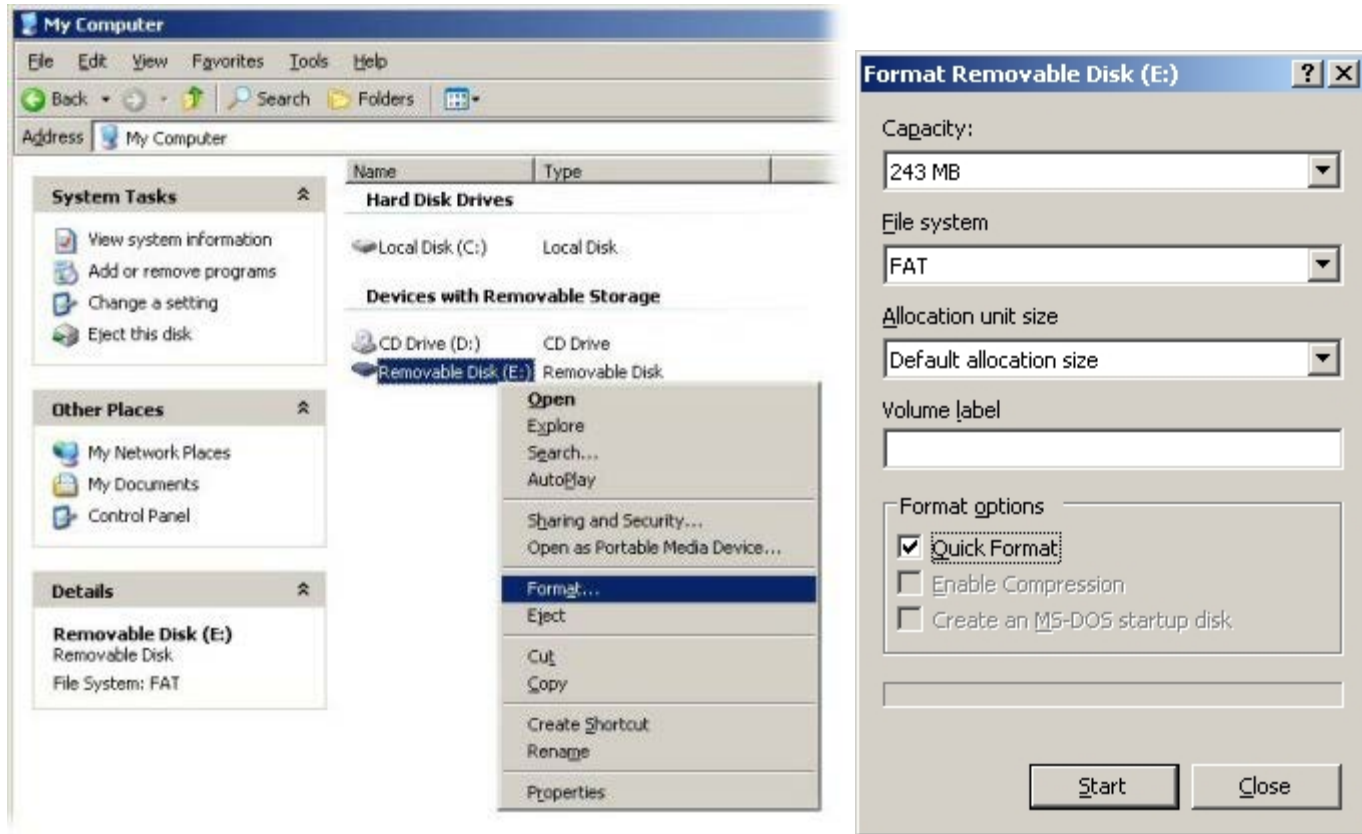 My Computer
File Edit View Favorites Tools Help
Back Search Folders
Address My Computer
System Tasks
View system information
Add or remove programs
Change a setting
Eject this disk
Other Places
My Network Places
My Documents
Control Panel
Details
Removable Disk (E:)
Removable Disk
File System: FAT
Name Type
Hard Disk Drives
Local Disk (C:) Local Disk
Devices with Removable Storage
CD Drive (D:) CD Drive
Removable Disk (E:) Removable Disk
Open
Explore
Search...
AutoPlay
Sharing and Security...
Open as Portable Media Device...
Format...
Eject
Cut
Copy
Create Shortcut
Rename
Properties
Format Removable Disk (E:)
Capacity:
243 MB
File system
FAT
Allocation unit size
Default allocation size
Volume label
Format options
Quick Format
Enable Compression
Create an MS-DOS startup disk
Start Close